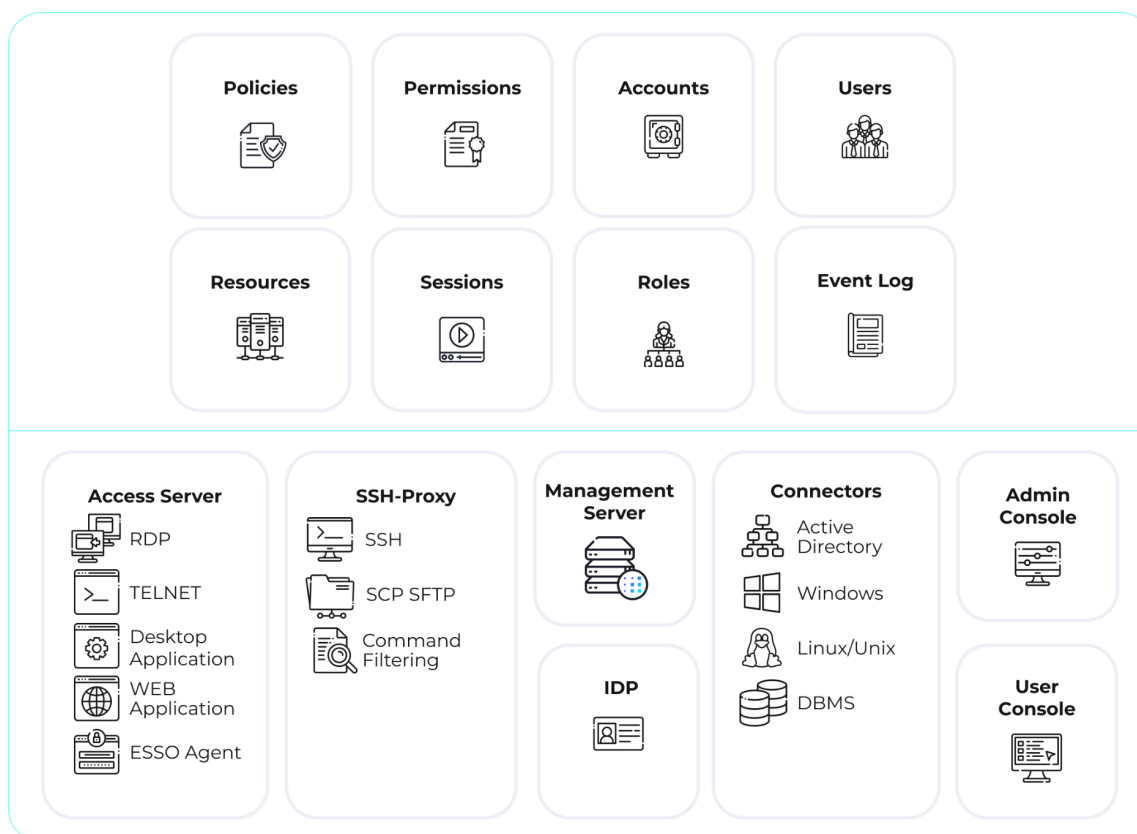 Policies
Permissions
Accounts
Users
Resources
Sessions
Roles
Event Log
Access Server
RDP
TELNET
Desktop
Application
WEB
Application
ESSO Agent
SSH-Proxy
SSH
SCP SFTP
Command
Filtering
Management
Server
IDP
Connectors
Active
Directory
Windows
Linux/Unix
DBMS
Admin
Console
User
Console